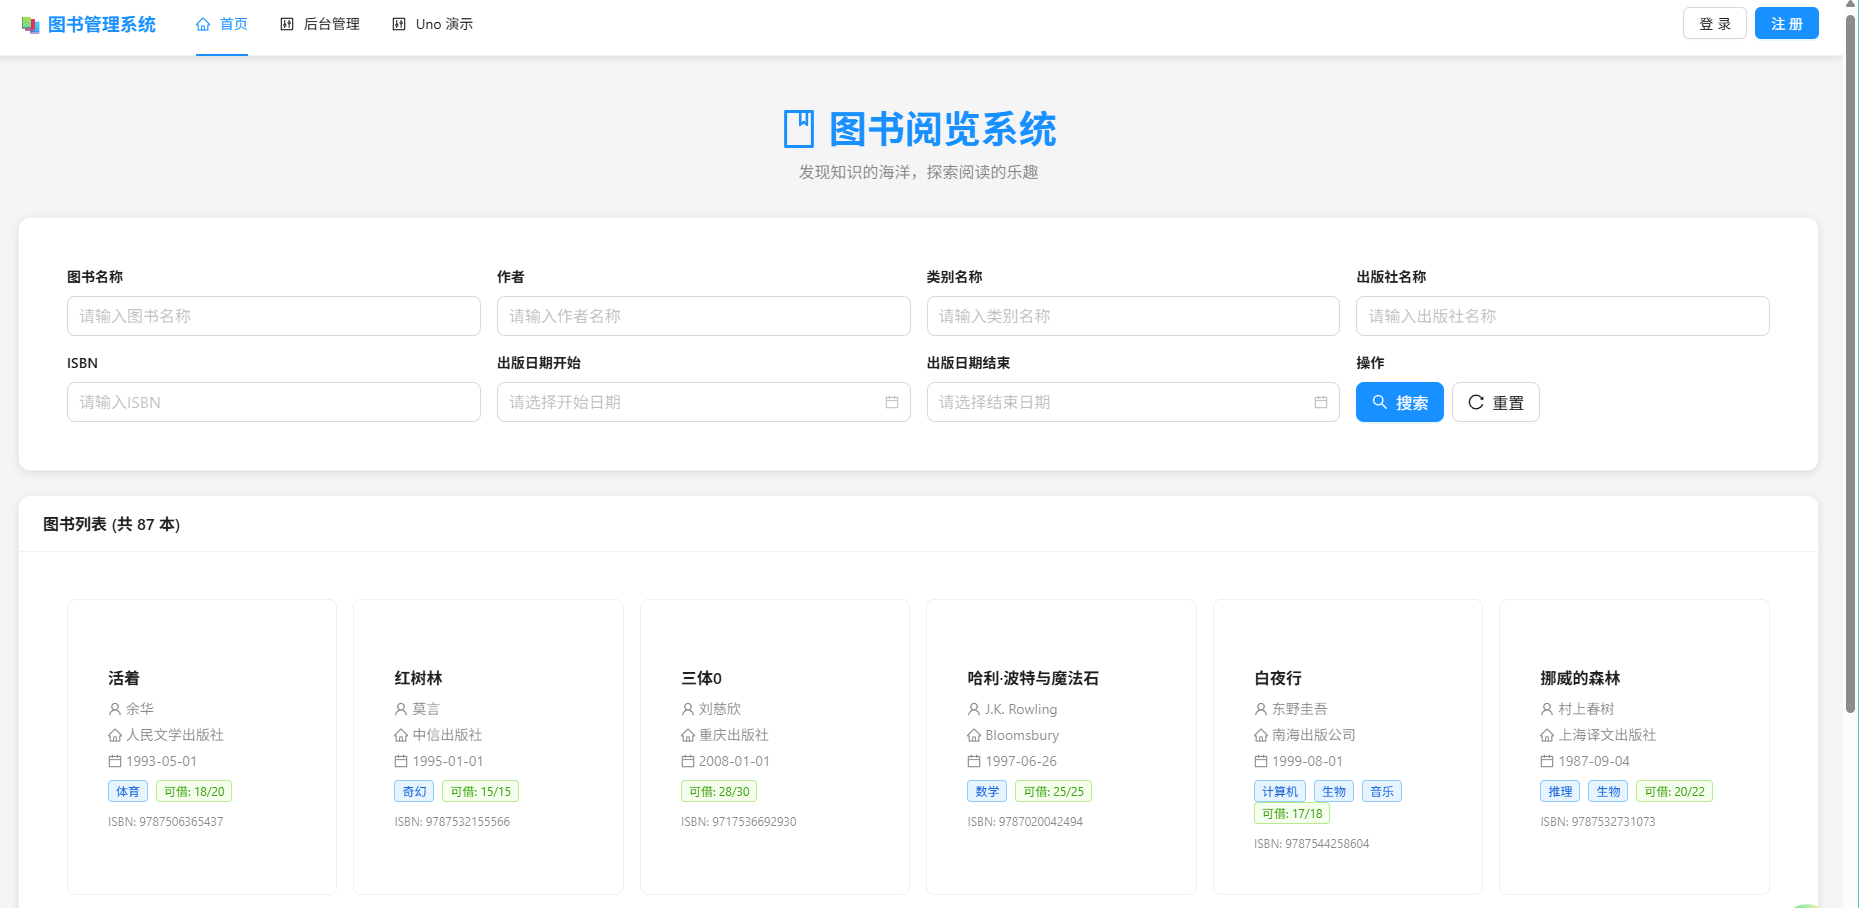 图书管理系统 首页 后台管理 Uno 演示 登 录 注 册
图书阅览系统
发现知识的海洋，探索阅读的乐趣
图书名称 作者 类别名称 出版社名称
请输入图书名称 请输入作者名称 请输入类别名称 请输入出版社名称
ISBN 出版日期开始 出版日期结束 操作
请输入ISBN 请选择开始日期 请选择结束日期 搜索 重置
图书列表 (共 87 本)
活着
余华
人民文学出版社
1993-05-01
体育 可借: 18/20
ISBN: 9787506365437
红树林
莫言
中信出版社
1995-01-01
奇幻 可借: 15/15
ISBN: 9787532155566
三体0
刘慈欣
重庆出版社
2008-01-01
可借: 28/30
ISBN: 9717536692930
哈利·波特与魔法石
J.K. Rowling
Bloomsbury
1997-06-26
数学 可借: 25/25
ISBN: 9787020042494
白夜行
东野圭吾
南海出版公司
1999-08-01
计算机 生物 音乐
可借: 17/18
ISBN: 9787544258604
挪威的森林
村上春树
上海译文出版社
1987-09-04
推理 生物 可借: 20/22
ISBN: 9787532731073